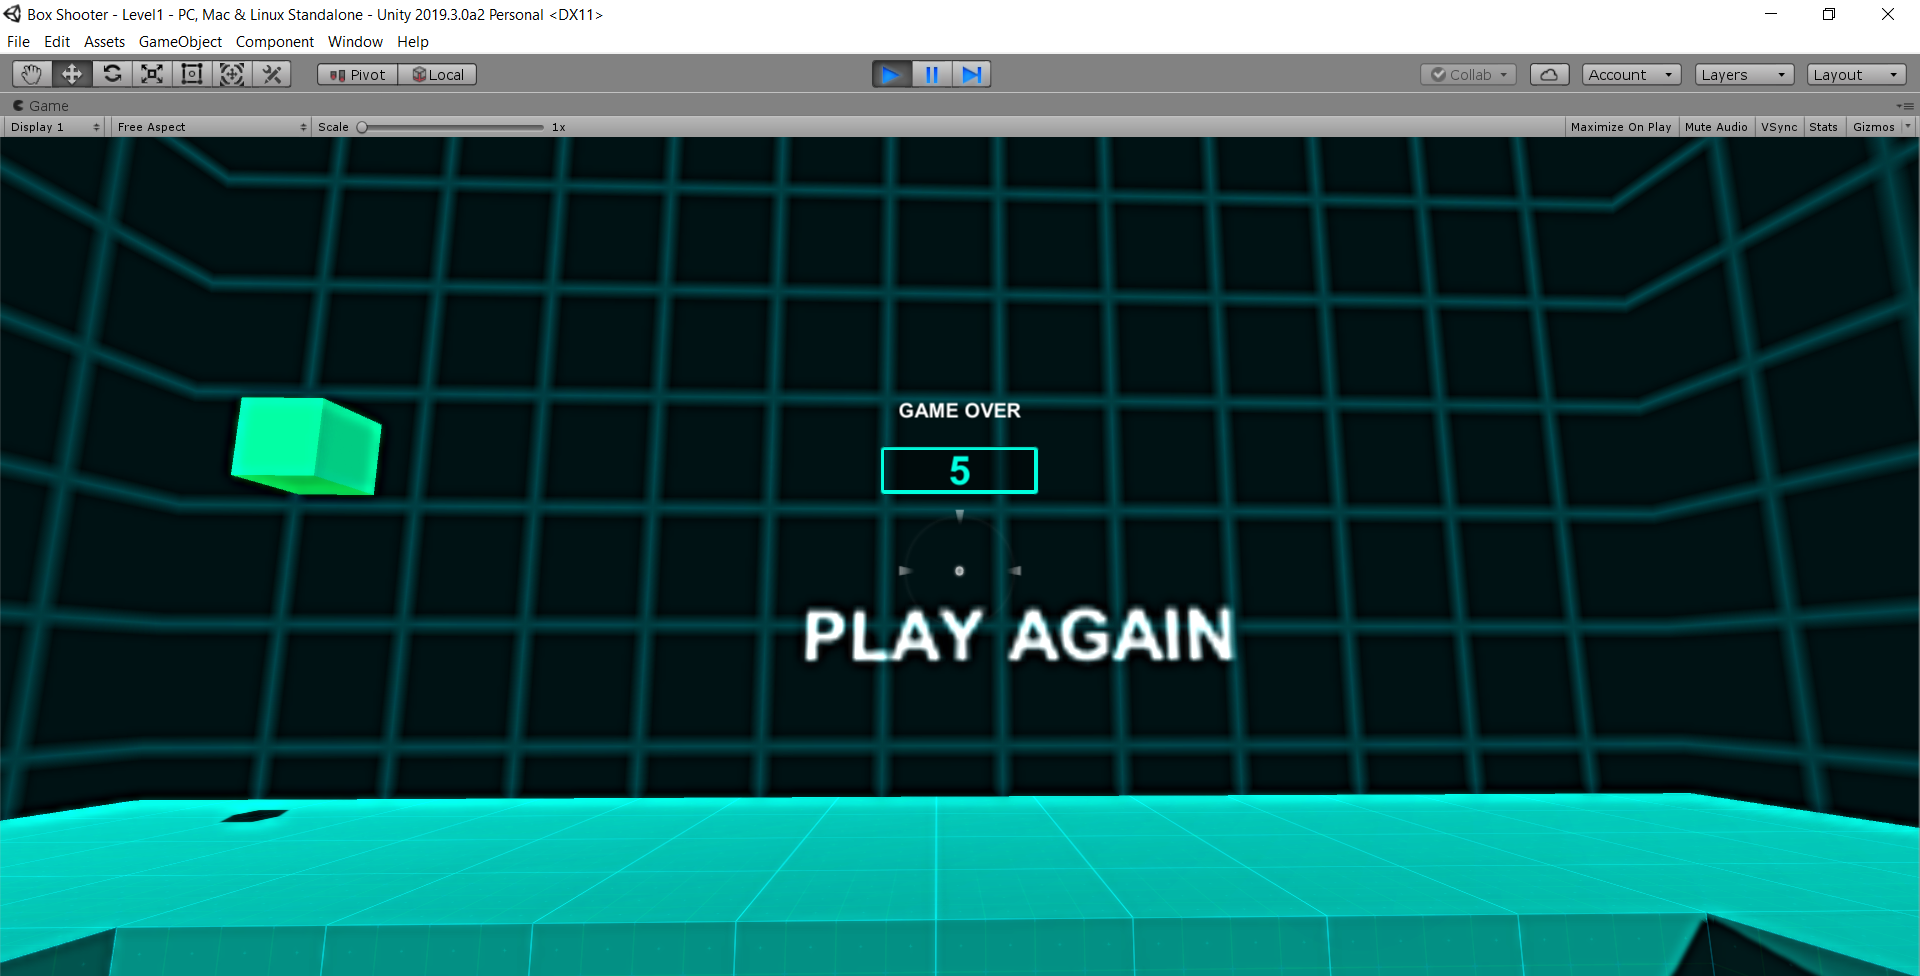 Box Shooter - Level1 - PC, Mac & Linux Standalone - Unity 2019.3.0a2 Personal <DX11>
File Edit Assets GameObject Component Window Help
Pivot Local Collab Account Layers Layout
Game
Display 1 Free Aspect Scale 1x Maximize On Play Mute Audio VSync Stats Gizmos
GAME OVER
5
PLAY AGAIN